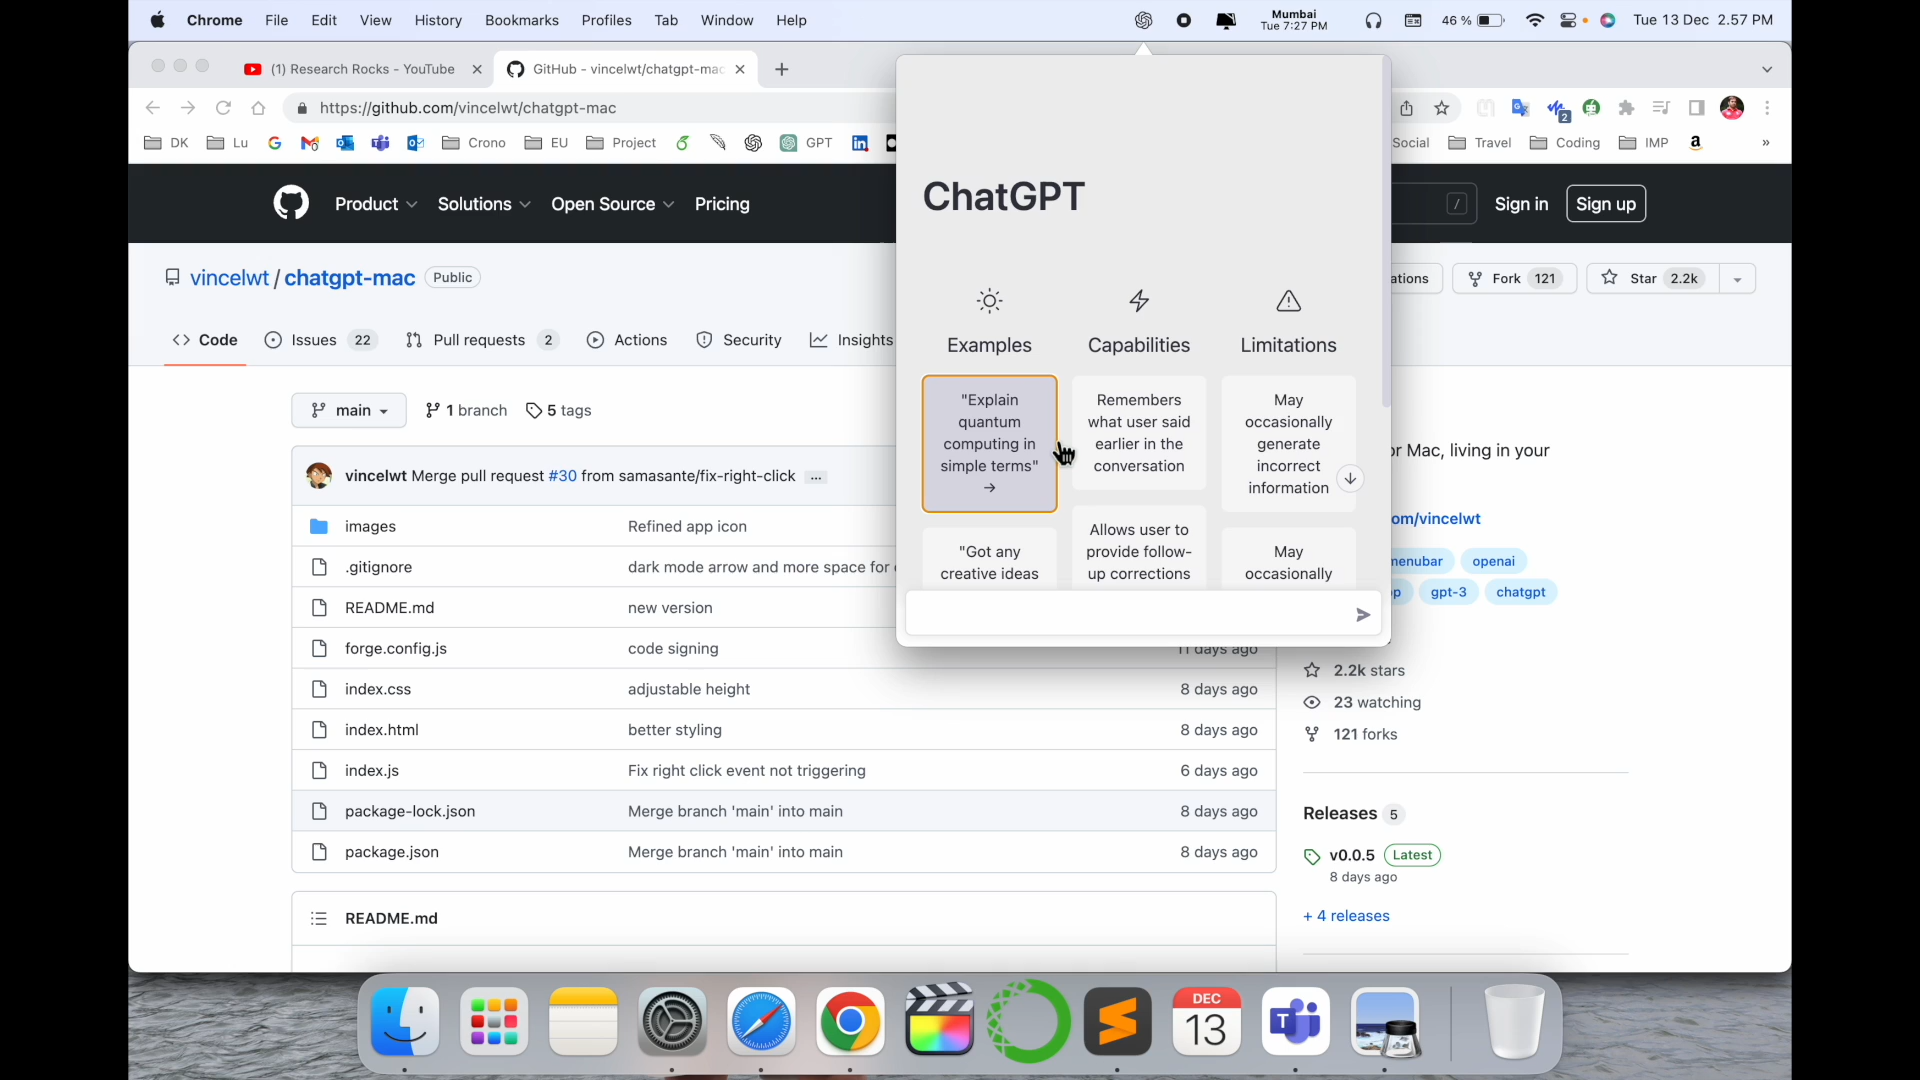 Chrome File Edit View History Bookmarks Profiles Tab Window Help
Mumbai
Tue 7:27 PM
46 %
Tue 13 Dec 2.57 PM
(1) Research Rocks - YouTube
GitHub - vincelwt/chatgpt-mac
https://github.com/vincelwt/chatgpt-mac
2
DK Lu Crono EU Project GPT Social Travel Coding IMP »
Product Solutions Open Source Pricing
/ Sign in Sign up
vincelwt / chatgpt-mac Public
ations Fork 121 Star 2.2k
Code Issues 22 Pull requests 2 Actions Security Insights
main 1 branch 5 tags
vincelwt Merge pull request #30 from samasante/fix-right-click ...
images Refined app icon
.gitignore dark mode arrow and more space for
README.md new version
forge.config.js code signing 11 days ago
index.css adjustable height 8 days ago
index.html better styling 8 days ago
index.js Fix right click event not triggering 6 days ago
package-lock.json Merge branch 'main' into main 8 days ago
package.json Merge branch 'main' into main 8 days ago
README.md
ChatGPT
Examples
"Explain
quantum
computing in
simple terms"
→
"Got any
creative ideas
Capabilities
Remembers
what user said
earlier in the
conversation
Allows user to
provide follow-
up corrections
Limitations
May
occasionally
generate
incorrect
information
May
occasionally
or Mac, living in your
om/vincelwt
menubar openai
op gpt-3 chatgpt
2.2k stars
23 watching
121 forks
Releases 5
v0.0.5 Latest
8 days ago
+ 4 releases
DEC
13
T